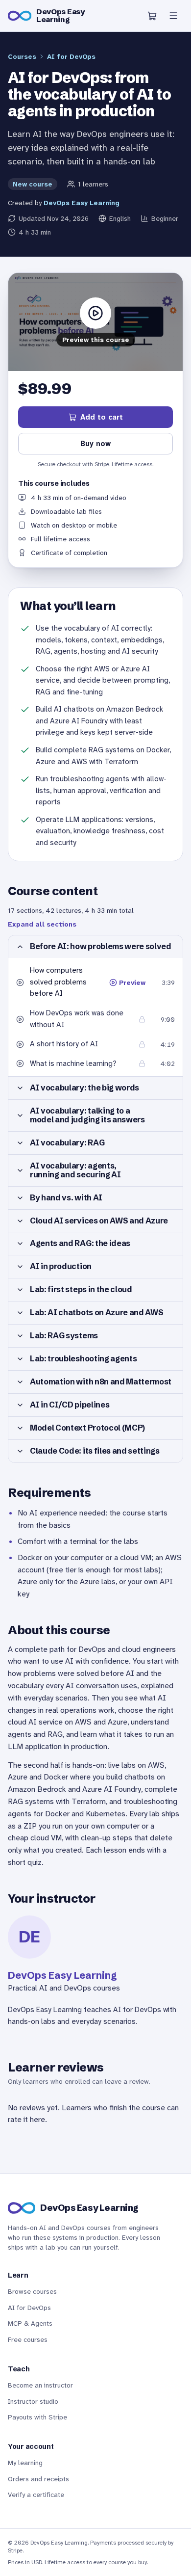 DevOps Easy
Learning
Courses > AI for DevOps
AI for DevOps: from
Command line of AI to
agents in production
Learn AI the way DevOps engineers use it:
every idea explained with a real-life
scenario, then built in a hands-on lab
New course
1 learners
Created by DevOps Easy Learning
Updated Nov 24, 2026
English
Beginner
4 h 33 min
How computers
Preview this course
$89.99
Add to cart
Buy now
Secure checkout with Stripe. Lifetime access.
This course includes
4 h 33 min of on-demand video
Downloadable lab files
Watch on desktop or mobile
Full lifetime access
Certificate of completion
What you'll learn
Use the vocabulary of AI correctly:
models, tokens, context, embeddings,
RAG, agents, hosting and AI security
Choose the right AWS or Azure AI
service, and decide between prompting,
RAG and fine-tuning
Build AI chatbots on Amazon Bedrock
and Azure AI Foundry with least
privilege and keys kept server-side
Build complete RAG systems on Docker,
Azure and AWS with Terraform
Run troubleshooting agents with allow-
lists, human approval, verification and
reports
Operate LLM applications: versions,
evaluation, knowledge freshness, cost
and security
Course content
17 sections, 42 lectures, 4 h 33 min total
Expand all sections
Before AI: how problems were solved
How computers
solved problems
before AI
Preview
3:39
How DevOps work was done
without AI
9:00
A short history of AI
4:19
What is machine learning?
4:02
AI vocabulary: the big words
AI vocabulary: talking to a
model and judging its answers
AI vocabulary: RAG
AI vocabulary: agents,
running and securing AI
By hand vs. with AI
Cloud AI services on AWS and Azure
Agents and RAG: the ideas
AI in production
Lab: first steps in the cloud
Lab: AI chatbots on Azure and AWS
Lab: RAG systems
Lab: troubleshooting agents
Automation with n8n and Mattermost
AI in CI/CD pipelines
Model Context Protocol (MCP)
Claude Code: its files and settings
Requirements
No AI experience needed: the course starts
from the basics
Comfort with a terminal for the labs
Docker on your computer or a cloud VM; an AWS
account (free tier is enough for most labs);
Azure only for the Azure labs, or your own API
key
About this course
A complete path for DevOps and cloud engineers
who want to use AI with confidence. You start with
how problems were solved before AI and the
vocabulary every AI conversation uses, explained
with everyday scenarios. Then you see what AI
changes in real operations work, choose the right
cloud AI service on AWS and Azure, understand
agents and RAG, and learn what it takes to run an
LLM application in production.
The second half is hands-on: live labs on AWS,
Azure and Docker where you build chatbots on
Amazon Bedrock and Azure AI Foundry, complete
RAG systems with Terraform, and troubleshooting
agents for Docker and Kubernetes. Every lab ships
as a ZIP you run on your own computer or a
cheap cloud VM, with clean-up steps that delete
only what you created. Each lesson ends with a
short quiz.
Your instructor
DE
DevOps Easy Learning
Practical AI and DevOps courses
DevOps Easy Learning teaches AI for DevOps with
hands-on labs and everyday scenarios.
Learner reviews
Only learners who enrolled can leave a review.
No reviews yet. Learners who finish the course can
rate it here.
DevOps Easy Learning
Hands-on AI and DevOps courses from engineers
who run these systems in production. Every lesson
ships with a lab you can run yourself.
Learn
Browse courses
AI for DevOps
MCP & Agents
Free courses
Teach
Become an instructor
Instructor studio
Payouts with Stripe
Your account
My learning
Orders and receipts
Verify a certificate
© 2026 DevOps Easy Learning. Payments processed securely by
Stripe.
Prices in USD. Lifetime access to every course you buy.